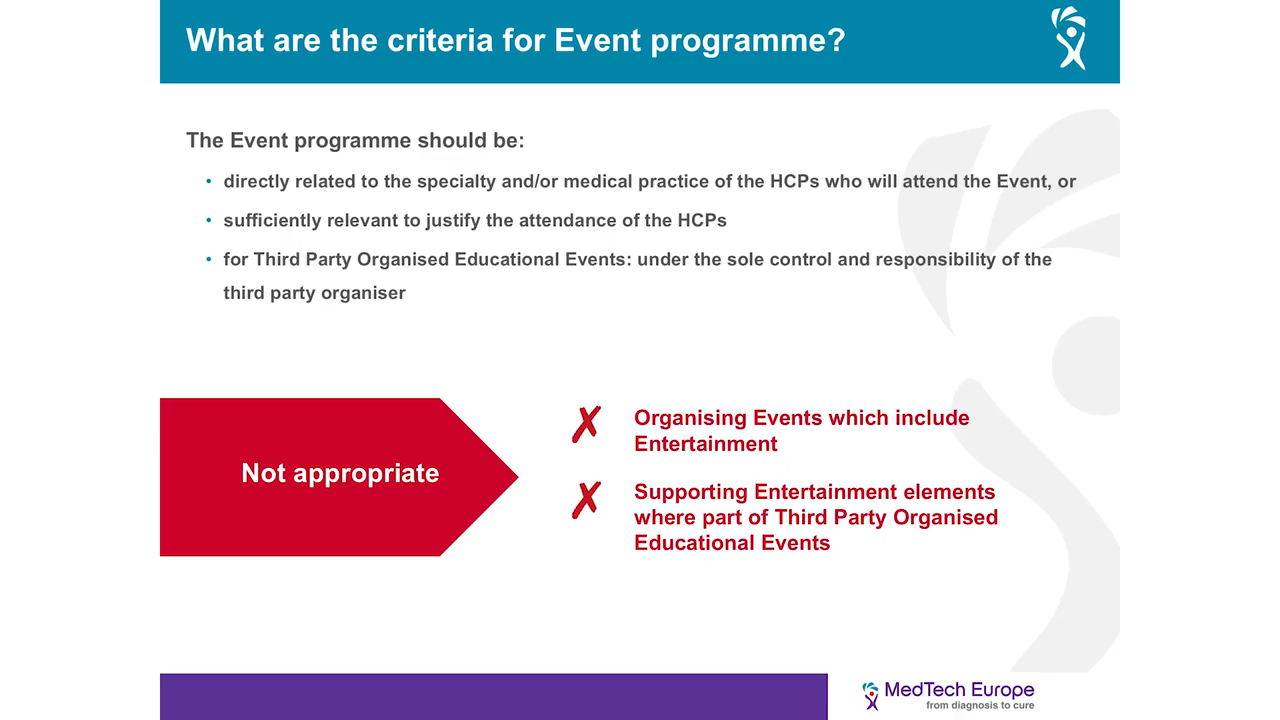 What are the criteria for Event programme?
The Event programme should be:
• directly related to the specialty and/or medical practice of the HCPs who will attend the Event, or
• sufficiently relevant to justify the attendance of the HCPs
• for Third Party Organised Educational Events: under the sole control and responsibility of the
third party organiser
Not appropriate
✗ Organising Events which include
Entertainment
✗ Supporting Entertainment elements
where part of Third Party Organised
Educational Events
MedTech Europe
from diagnosis to cure